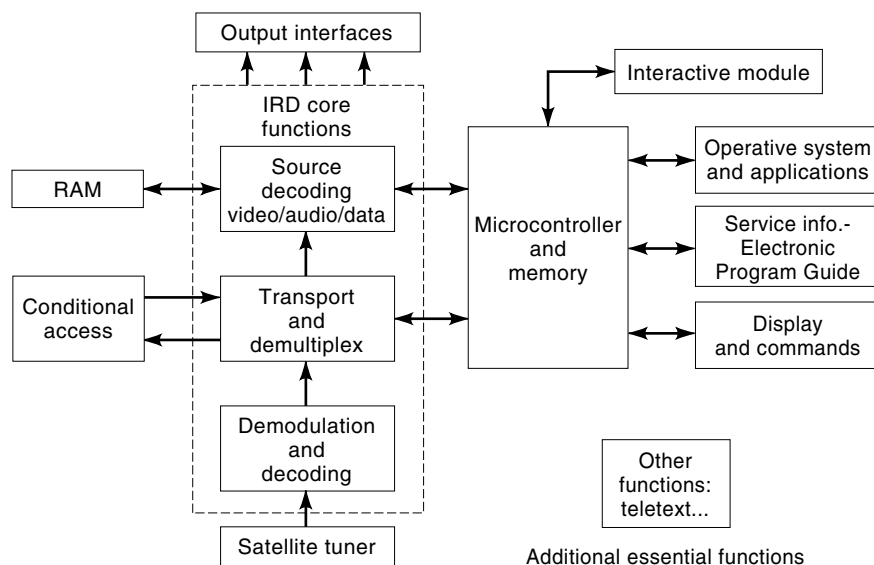 Output interfaces
IRD core
functions
Interactive module
Source
decoding
video/audio/data
RAM
Operative system
and applications
Microcontroller
and
memory
Service info.-
Electronic
Program Guide
Conditional
access
Transport
and
demultiplex
Display
and commands
Demodulation
and
decoding
Other
functions:
teletext...
Satellite tuner
Additional essential functions